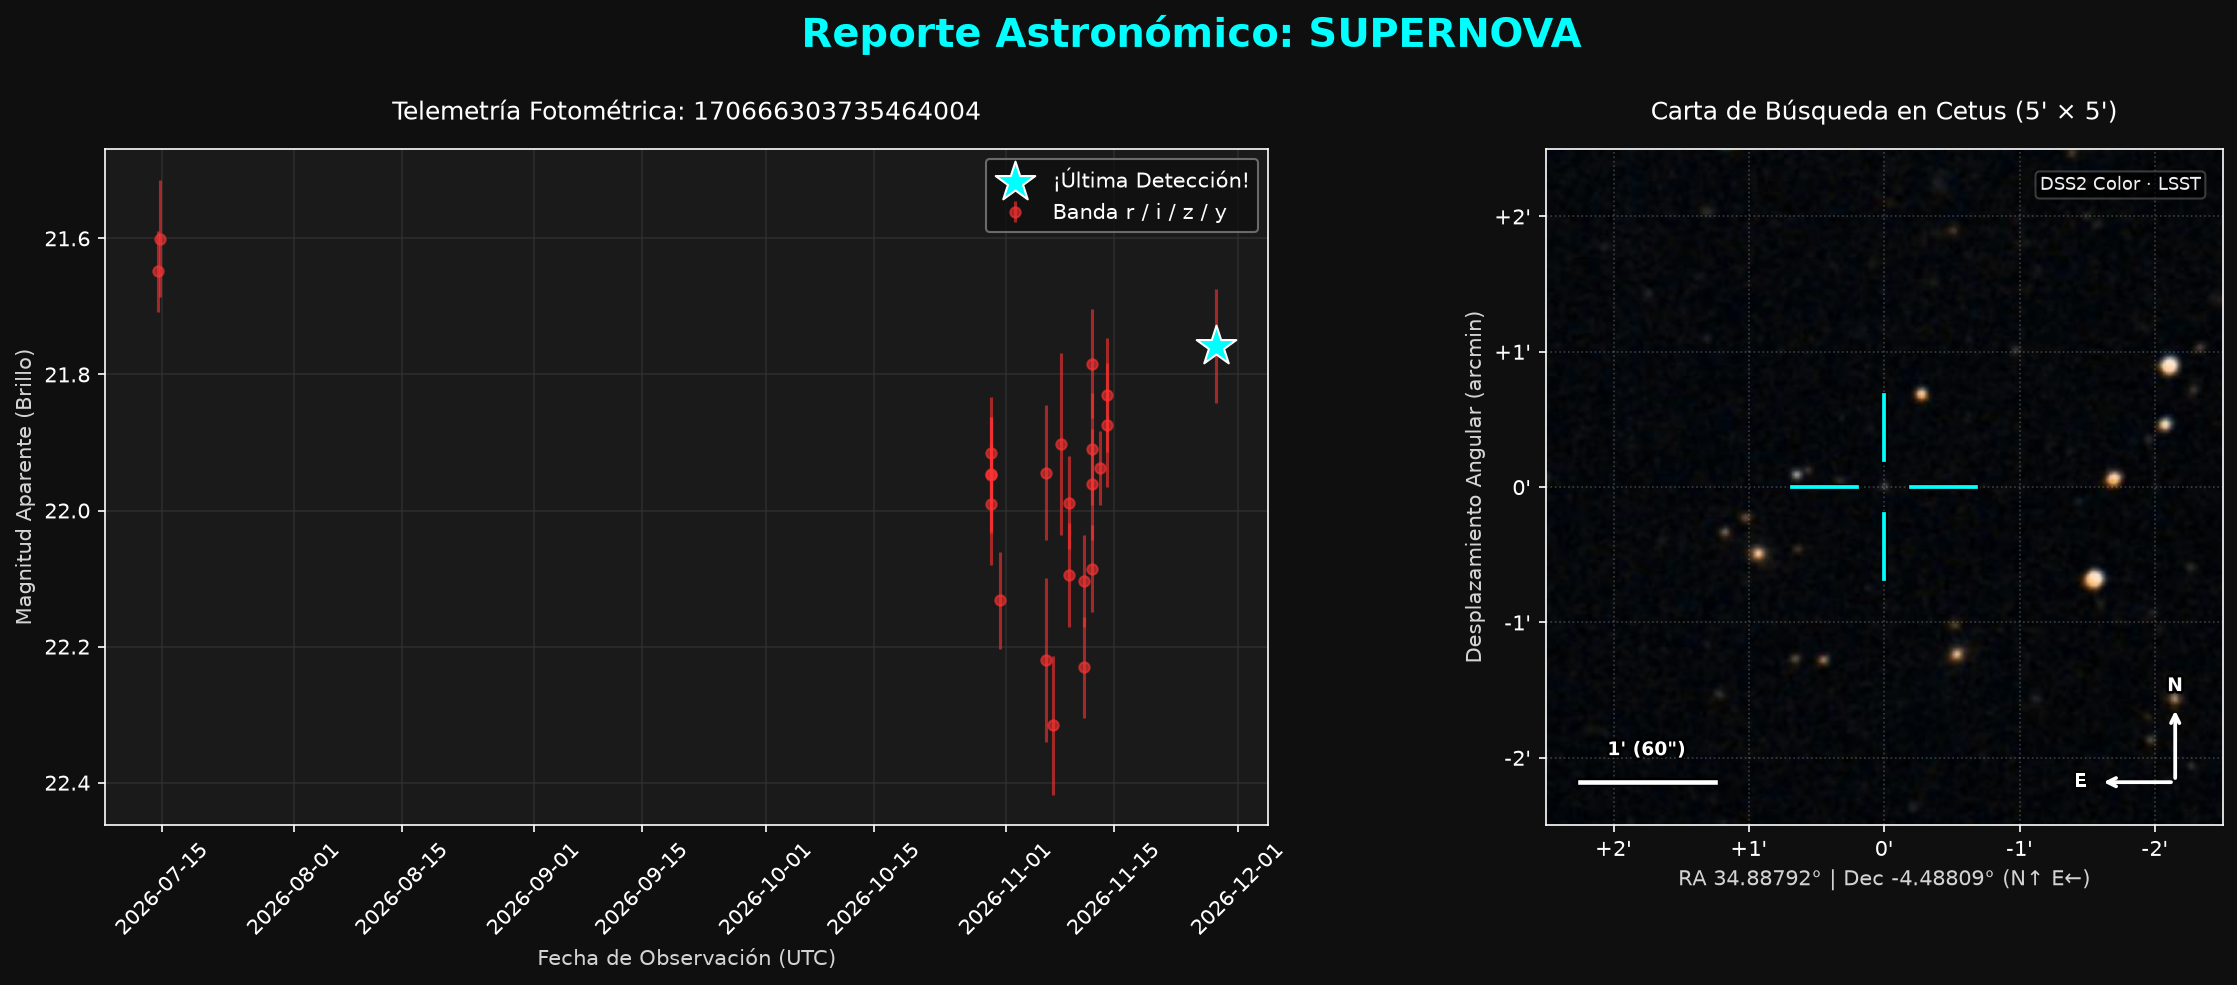 Reporte Astronómico: SUPERNOVA
Telemetría Fotométrica: 170666303735464004
¡Última Detección!
Banda r / i / z / y
Magnitud Aparente (Brillo)
21.6
21.8
22.0
22.2
22.4
2026-07-15
2026-08-01
2026-08-15
2026-09-01
2026-09-15
2026-10-01
2026-10-15
2026-11-01
2026-11-15
2026-12-01
Fecha de Observación (UTC)
Carta de Búsqueda en Cetus (5' × 5')
DSS2 Color · LSST
Desplazamiento Angular (arcmin)
+2'
+1'
0'
-1'
-2'
N
E
1' (60")
+2'
+1'
0'
-1'
-2'
RA 34.88792° | Dec -4.48809° (N↑ E←)